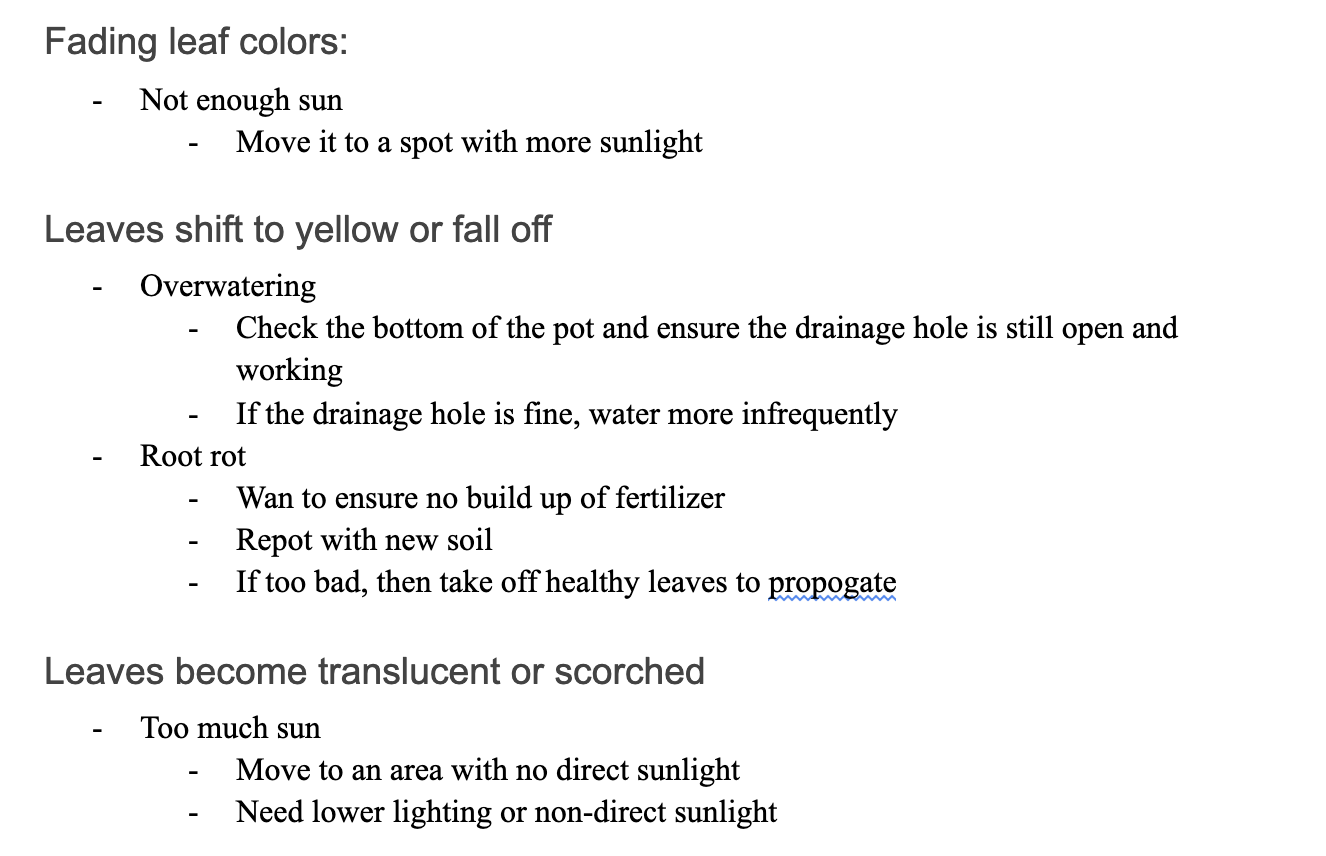 Fading leaf colors:
- Not enough sun
- Move it to a spot with more sunlight
Leaves shift to yellow or fall off
- Overwatering
- Check the bottom of the pot and ensure the drainage hole is still open and
working
- If the drainage hole is fine, water more infrequently
- Root rot
- Wan to ensure no build up of fertilizer
- Repot with new soil
- If too bad, then take off healthy leaves to propogate
Leaves become translucent or scorched
- Too much sun
- Move to an area with no direct sunlight
- Need lower lighting or non-direct sunlight